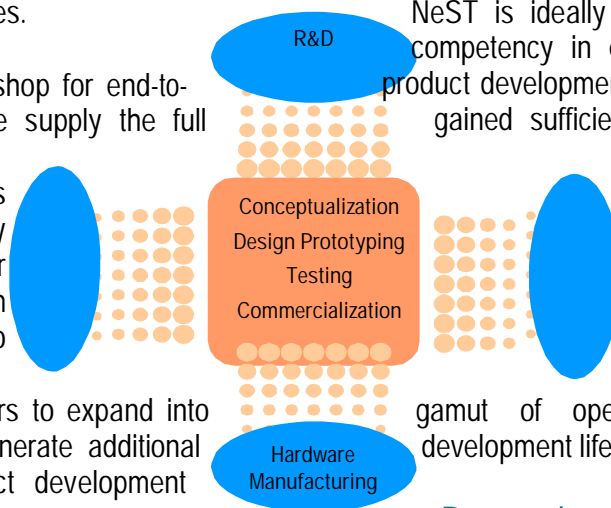 es.
shop for end-to-
e supply the full
s
y
r
n
o
rs to expand into
nerate additional
ct development
R&D
Conceptualization
Design Prototyping
Testing
Commercialization
Hardware
Manufacturing
NeST is ideally
competency in
product developmen
gained sufficie
gamut of ope
development life